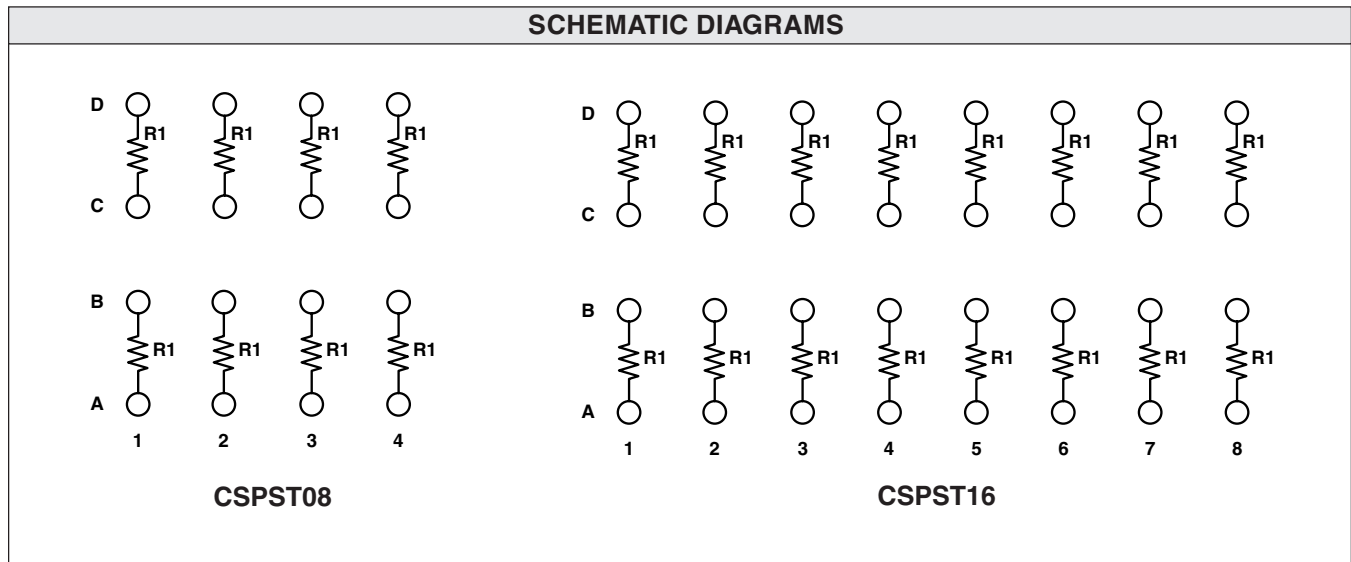 SCHEMATIC DIAGRAMS
D R1 R1 R1 R1
C
B
R1 R1 R1 R1
A
1 2 3 4
CSPST08
D R1 R1 R1 R1 R1 R1 R1 R1
C
B
R1 R1 R1 R1 R1 R1 R1 R1
A
1 2 3 4 5 6 7 8
CSPST16